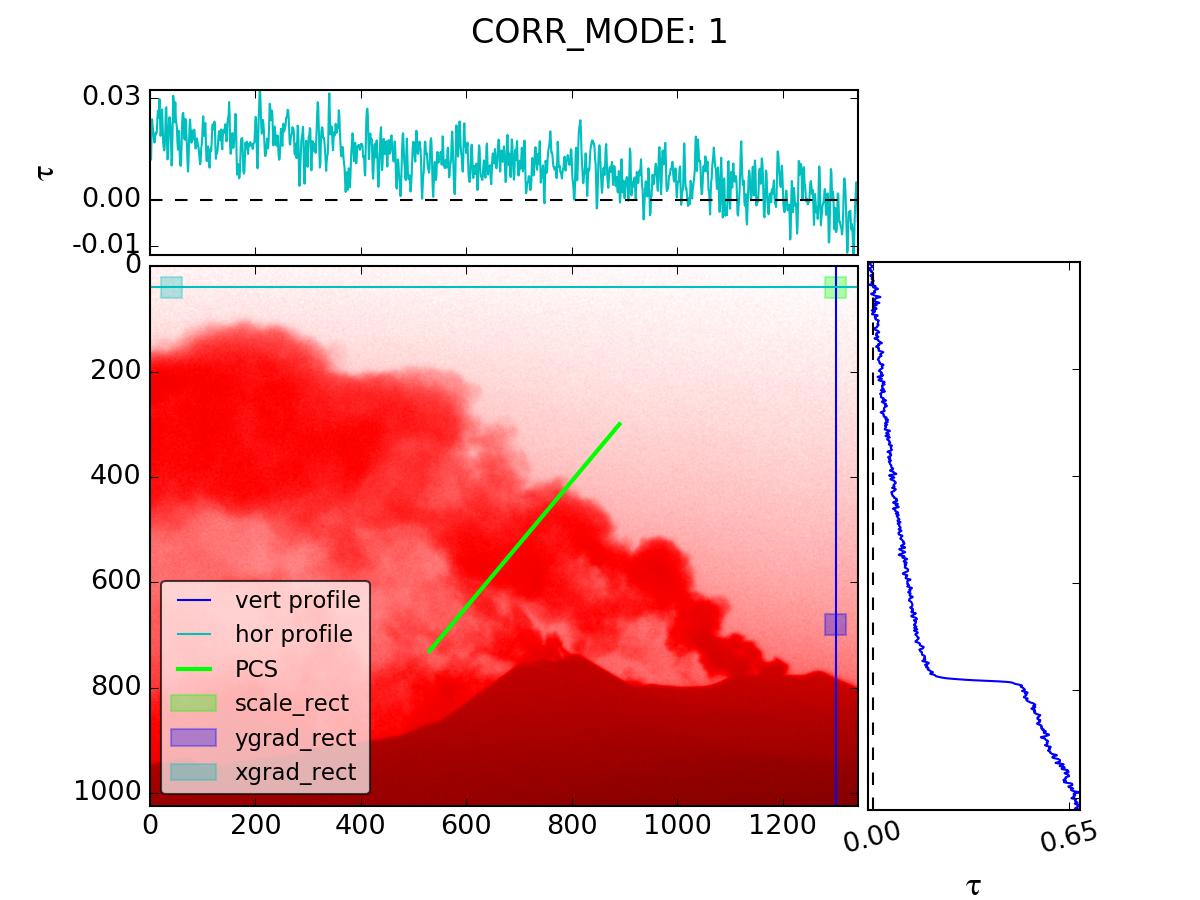 CORR_MODE: 1
0.03
0.00
-0.01
τ
0
200
400
600
800
1000
vert profile
hor profile
PCS
scale_rect
ygrad_rect
xgrad_rect
0 200 400 600 800 1000 1200
0.00 0.65
τ